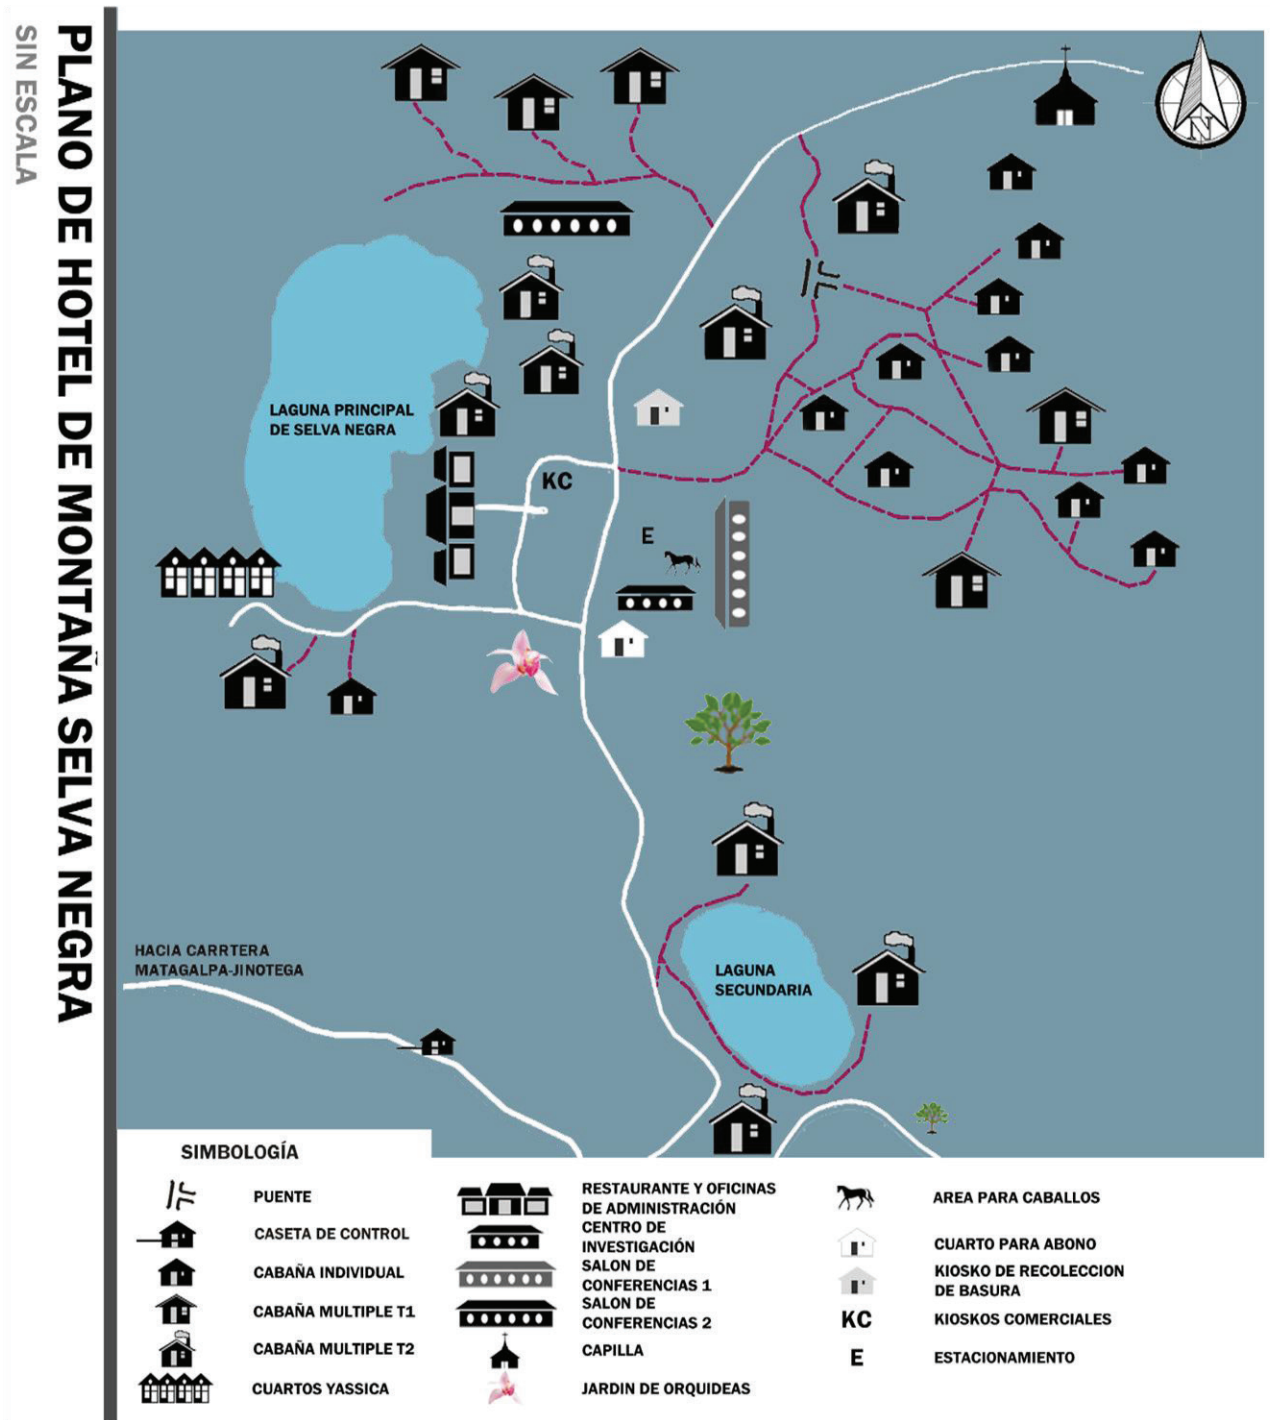 PLANO DE HOTEL DE MONTAÑA SELVA NEGRA
SIN ESCALA
N
LAGUNA PRINCIPAL
DE SELVA NEGRA
KC
E
HACIA CARRTERA
MATAGALPA-JINOTEGA
LAGUNA
SECUNDARIA
SIMBOLOGÍA
PUENTE
CASETA DE CONTROL
CABAÑA INDIVIDUAL
CABAÑA MULTIPLE T1
CABAÑA MULTIPLE T2
CUARTOS YASSICA
RESTAURANTE Y OFICINAS
DE ADMINISTRACIÓN
CENTRO DE
INVESTIGACIÓN
SALON DE
CONFERENCIAS 1
SALON DE
CONFERENCIAS 2
CAPILLA
JARDIN DE ORQUIDEAS
AREA PARA CABALLOS
CUARTO PARA ABONO
KIOSKO DE RECOLECCION
DE BASURA
KC KIOSKOS COMERCIALES
E ESTACIONAMIENTO